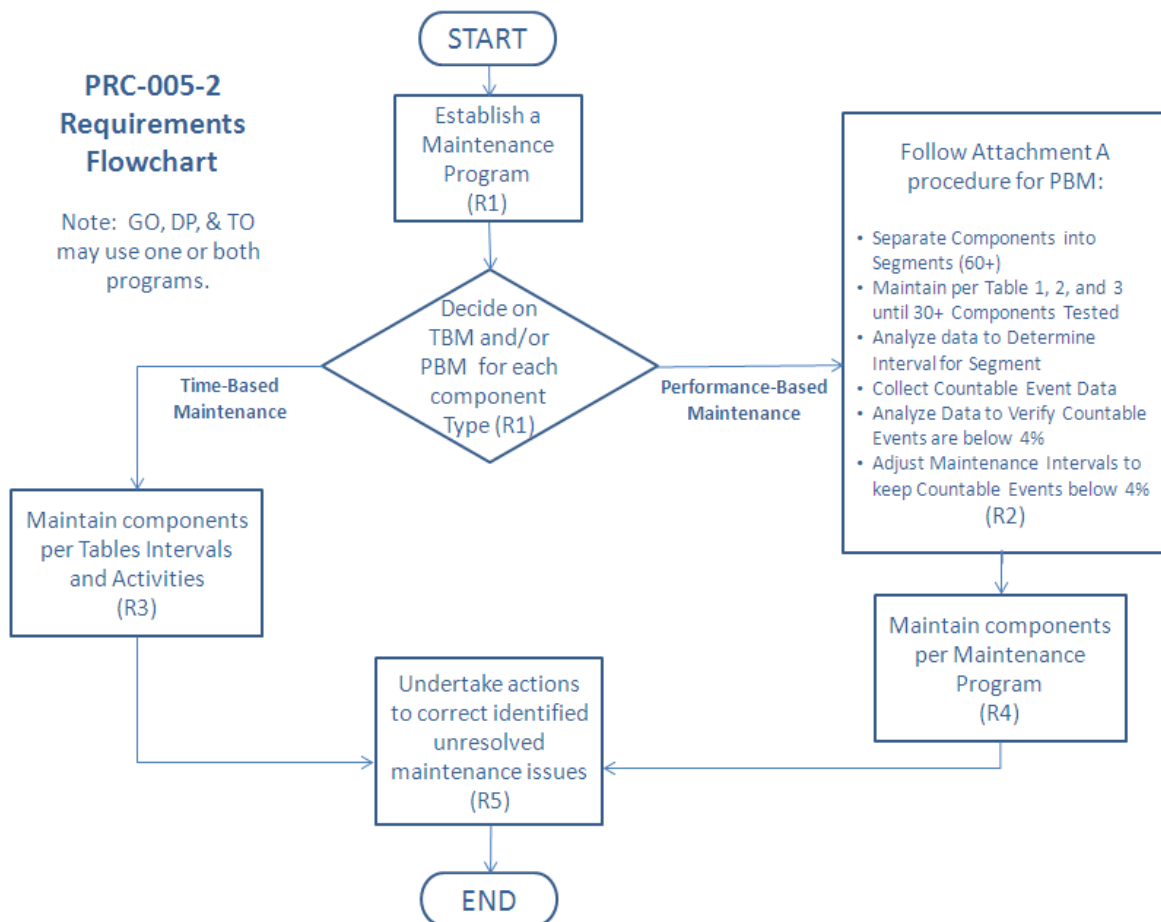 START
PRC-005-2
Requirements
Flowchart
Note: GO, DP, & TO
may use one or both
programs.
Establish a
Maintenance
Program
(R1)
Decide on
TBM and/or
PBM for each
component
Type (R1)
Time-Based
Maintenance
Performance-Based
Maintenance
Follow Attachment A
procedure for PBM:
• Separate Components into
Segments (60+)
• Maintain per Table 1, 2, and 3
until 30+ Components Tested
• Analyze data to Determine
Interval for Segment
• Collect Countable Event Data
• Analyze Data to Verify Countable
Events are below 4%
• Adjust Maintenance Intervals to
keep Countable Events below 4%
(R2)
Maintain components
per Tables Intervals
and Activities
(R3)
Maintain components
per Maintenance
Program
(R4)
Undertake actions
to correct identified
unresolved
maintenance issues
(R5)
END